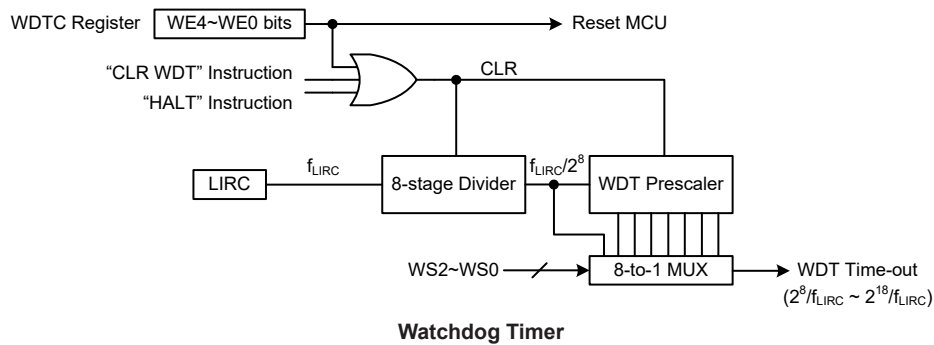 WDTC Register WE4~WE0 bits Reset MCU
“CLR WDT” Instruction
CLR
“HALT” Instruction
LIRC
fLIRC
8-stage Divider
fLIRC/2⁸
WDT Prescaler
WS2~WS0
8-to-1 MUX
WDT Time-out
(2⁸/fLIRC ~ 2¹⁸/fLIRC)
Watchdog Timer